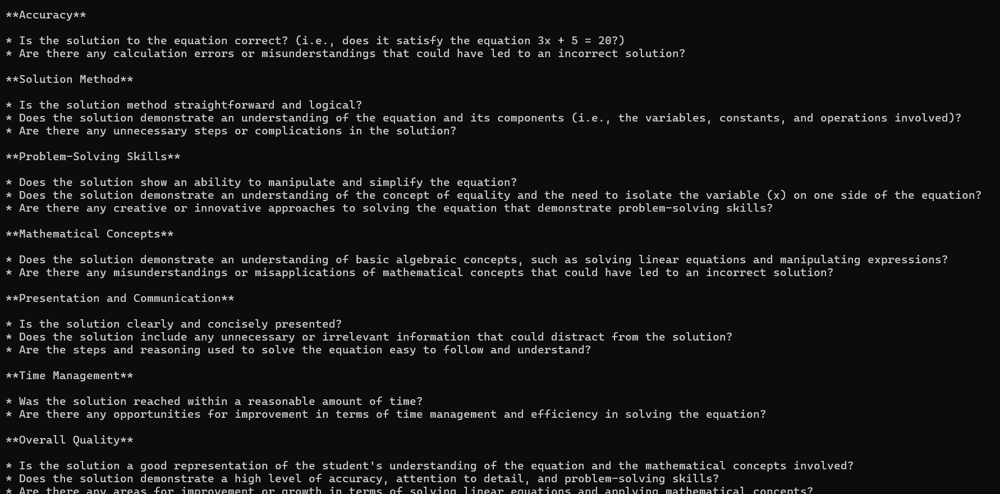 **Accuracy**
* Is the solution to the equation correct? (i.e., does it satisfy the equation 3x + 5 = 20?)
* Are there any calculation errors or misunderstandings that could have led to an incorrect solution?
**Solution Method**
* Is the solution method straightforward and logical?
* Does the solution demonstrate an understanding of the equation and its components (i.e., the variables, constants, and operations involved)?
* Are there any unnecessary steps or complications in the solution?
**Problem-Solving Skills**
* Does the solution show an ability to manipulate and simplify the equation?
* Does the solution demonstrate an understanding of the concept of equality and the need to isolate the variable (x) on one side of the equation?
* Are there any creative or innovative approaches to solving the equation that demonstrate problem-solving skills?
**Mathematical Concepts**
* Does the solution demonstrate an understanding of basic algebraic concepts, such as solving linear equations and manipulating expressions?
* Are there any misunderstandings or misapplications of mathematical concepts that could have led to an incorrect solution?
**Presentation and Communication**
* Is the solution clearly and concisely presented?
* Does the solution include any unnecessary or irrelevant information that could distract from the solution?
* Are the steps and reasoning used to solve the equation easy to follow and understand?
**Time Management**
* Was the solution reached within a reasonable amount of time?
* Are there any opportunities for improvement in terms of time management and efficiency in solving the equation?
**Overall Quality**
* Is the solution a good representation of the student's understanding of the equation and the mathematical concepts involved?
* Does the solution demonstrate a high level of accuracy, attention to detail, and problem-solving skills?
* Are there any areas for improvement or growth in terms of solving linear equations and applying mathematical concepts?